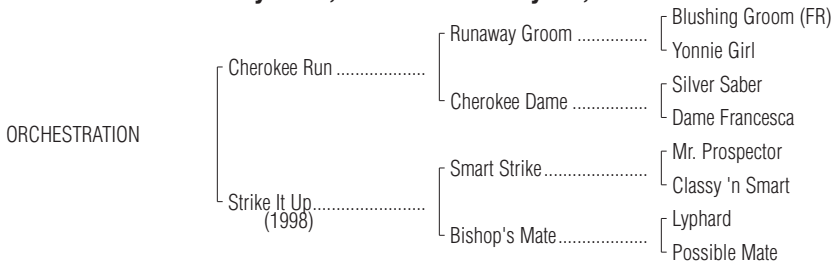 Blushing Groom (FR)
Runaway Groom ...............
Yonnie Girl
Cherokee Run ...................
Silver Saber
Cherokee Dame ................
Dame Francesca
ORCHESTRATION
Mr. Prospector
Smart Strike......................
Classy 'n Smart
Strike It Up........................
(1998)
Lyphard
Bishop's Mate...................
Possible Mate